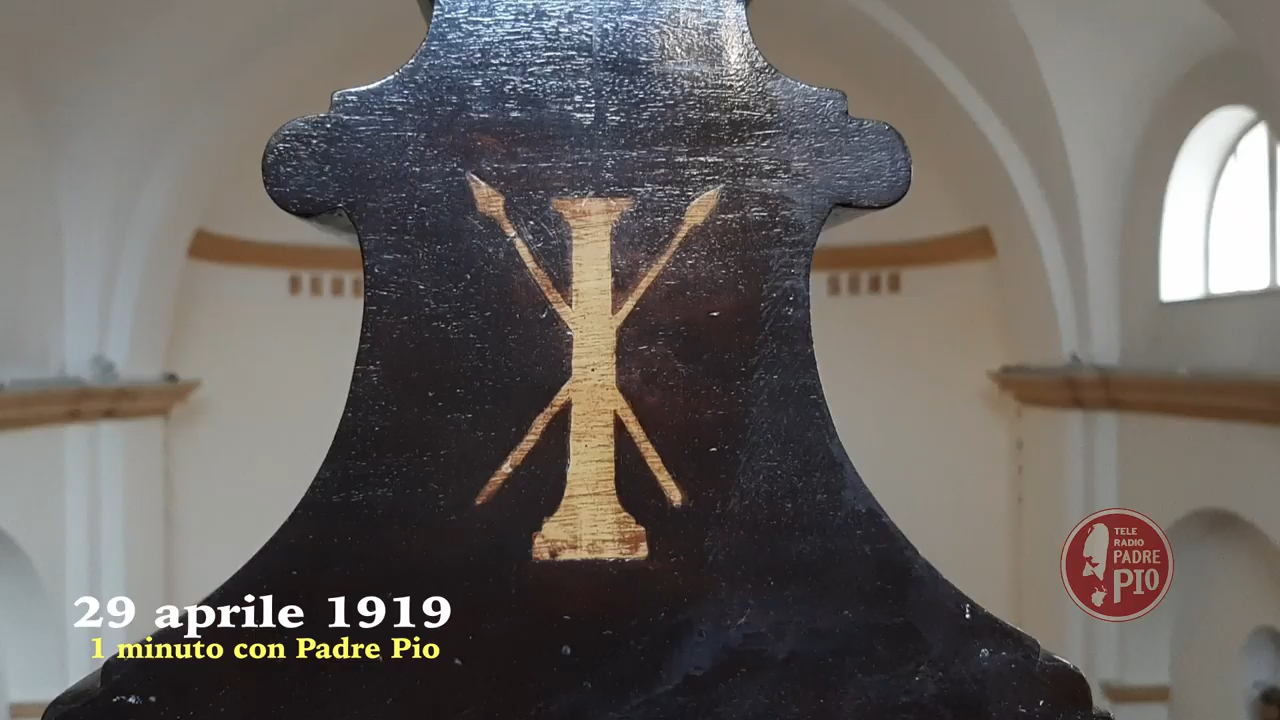 29 aprile 1919
1 minuto con Padre Pio
TELE
RADIO
PADRE
PIO